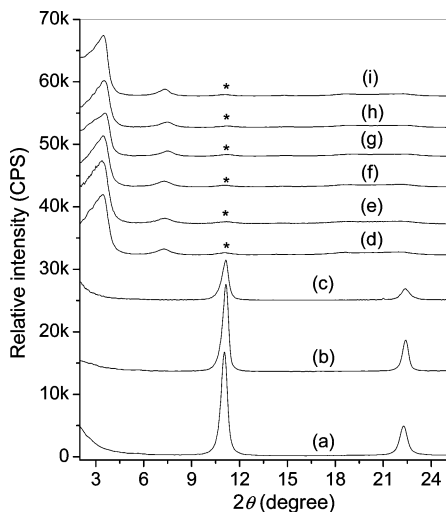 70k
60k
50k
40k
30k
20k
10k
0
Relative intensity (CPS)
* (i)
* (h)
* (g)
* (f)
* (e)
* (d)
(c)
(b)
(a)
3 6 9 12 15 18 21 24
2θ (degree)